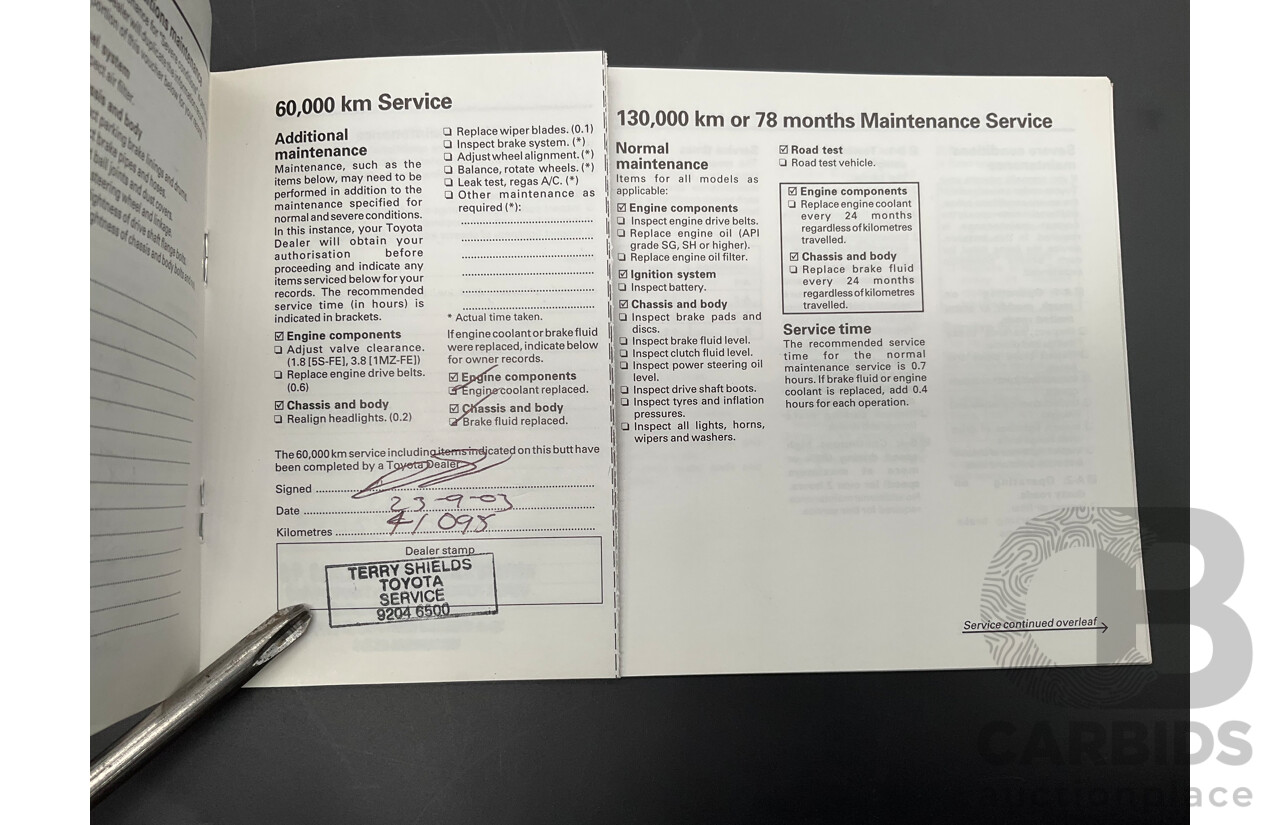 tions mainte
el system
pect air filter.
assis and body
60,000 km Service
Additional
maintenance
Maintenance, such as the
items below, may need to be
performed in addition to the
maintenance specified for
normal and severe conditions.
In this instance, your Toyota
Dealer will obtain your
authorisation before
proceeding and indicate any
items serviced below for your
records. The recommended
service time (in hours) is
indicated in brackets.
☑ Engine components
❏ Adjust valve clearance.
(1.8 [5S-FE], 3.8 [1MZ-FE])
❏ Replace engine drive belts.
(0.6)
☑ Chassis and body
❏ Realign headlights. (0.2)
❏ Replace wiper blades. (0.1)
❏ Inspect brake system. (*)
❏ Adjust wheel alignment. (*)
❏ Balance, rotate wheels. (*)
❏ Leak test, regas A/C. (*)
❏ Other maintenance as
required (*):
* Actual time taken.
If engine coolant or brake fluid
were replaced, indicate below
for owner records.
☑ Engine components
❏ Engine coolant replaced.
☑ Chassis and body
❏ Brake fluid replaced.
The 60,000 km service including items indicated on this butt have
been completed by a Toyota Dealer
Signed
Date 23-9-03
Kilometres 41095
Dealer stamp
TERRY SHIELDS
TOYOTA
SERVICE
9204 6500
130,000 km or 78 months Maintenance Service
Normal
maintenance
Items for all models as
applicable:
☑ Engine components
❏ Inspect engine drive belts.
❏ Replace engine oil (API
grade SG, SH or higher).
❏ Replace engine oil filter.
☑ Ignition system
❏ Inspect battery.
☑ Chassis and body
❏ Inspect brake pads and
discs.
❏ Inspect brake fluid level.
❏ Inspect clutch fluid level.
❏ Inspect power steering oil
level.
❏ Inspect drive shaft boots.
❏ Inspect tyres and inflation
pressures.
❏ Inspect all lights, horns,
wipers and washers.
☑ Road test
❏ Road test vehicle.
☑ Engine components
❏ Replace engine coolant
every 24 months
regardless of kilometres
travelled.
☑ Chassis and body
❏ Replace brake fluid
every 24 months
regardless of kilometres
travelled.
Service time
The recommended service
time for the normal
maintenance service is 0.7
hours. If brake fluid or engine
coolant is replaced, add 0.4
hours for each operation.
Service continued overleaf
CARBIDS
auctionplace